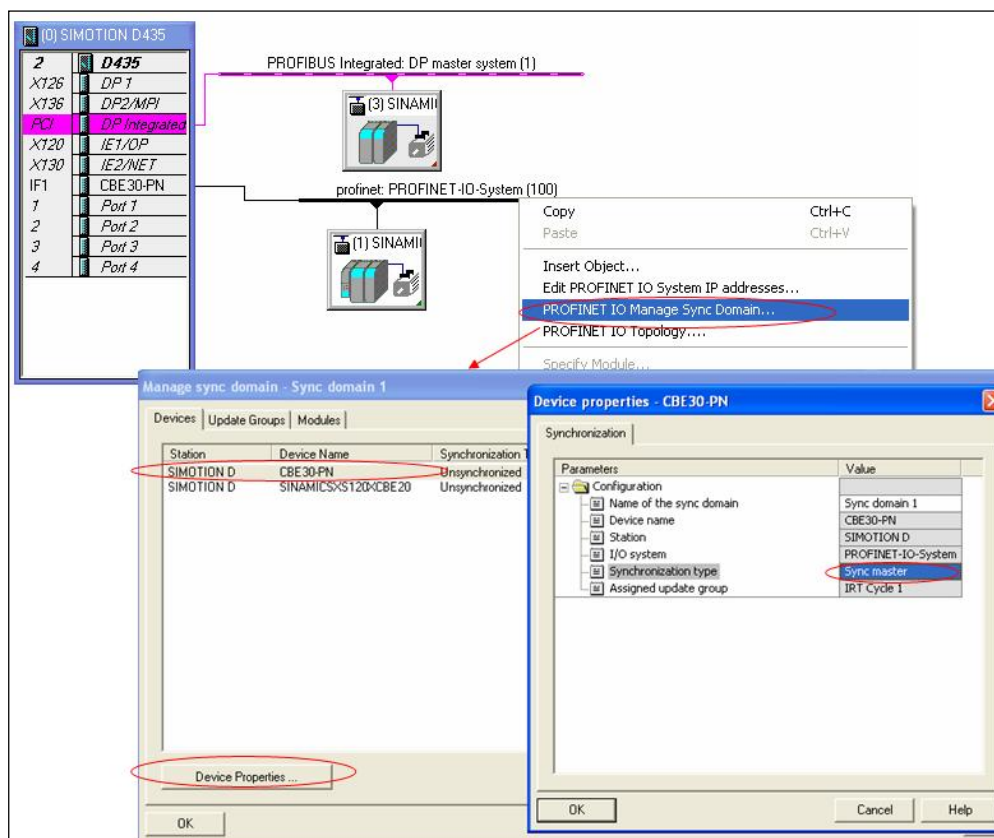 (0) SIMOTION D435
2 D435
X126 DP 1
X136 DP2/MPI
PCI DP Integrated
X120 IE1/OP
X130 IE2/NET
IF1 CBE30-PN
1 Port 1
2 Port 2
3 Port 3
4 Port 4
PROFIBUS Integrated: DP master system (1)
(3) SINAMI
profinet: PROFINET-IO-System (100)
(1) SINAMI
Copy Ctrl+C
Paste Ctrl+V
Insert Object...
Edit PROFINET IO System IP addresses...
PROFINET IO Manage Sync Domain...
PROFINET IO Topology....
Specify Module...
Manage sync domain - Sync domain 1
Devices Update Groups Modules
Station Device Name Synchronization
SIMOTION D CBE30-PN Unsynchronized
SIMOTION D SINAMICSxS120xCBE20 Unsynchronized
Device Properties ...
OK
Device properties - CBE30-PN
Synchronization
Parameters Value
Configuration
Name of the sync domain Sync domain 1
Device name CBE30-PN
Station SIMOTION D
I/O system PROFINET-IO-System
Synchronization type Sync master
Assigned update group IRT Cycle 1
OK Cancel Help